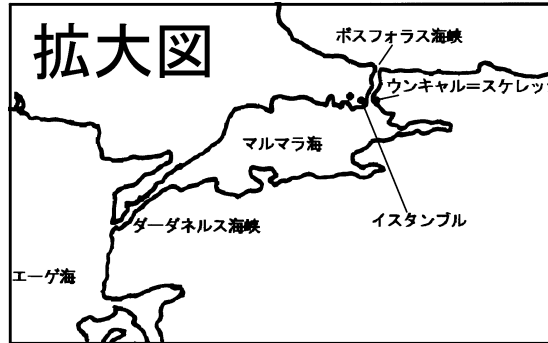 拡大図
ボスフォラス海峡
ウンキャル=スケレッ
マルマラ海
イスタンブル
ダーダネルス海峡
エーゲ海